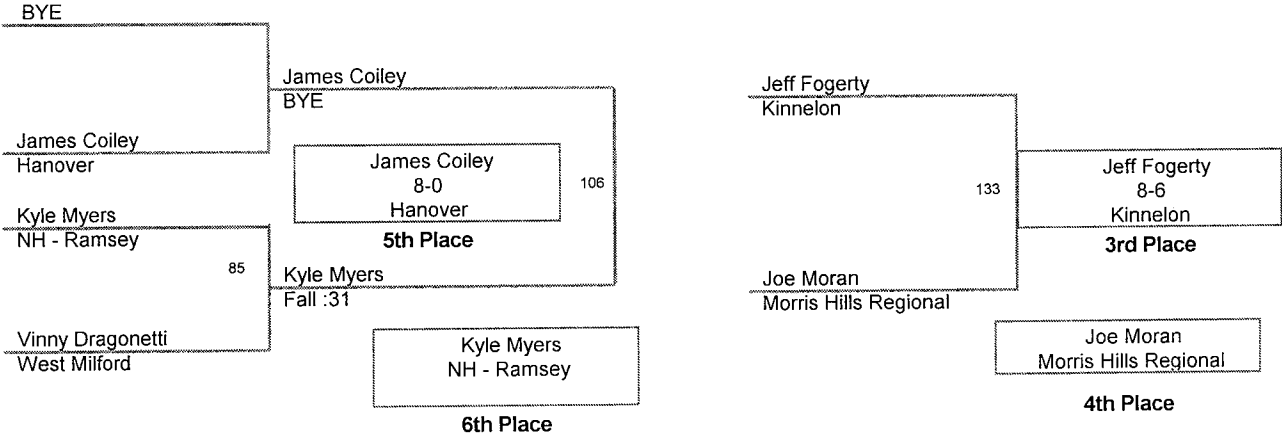 BYE
James Coiley
BYE
James Coiley
Hanover
James Coiley
8-0
Hanover
5th Place
106
Kyle Myers
NH - Ramsey
85
Kyle Myers
Fall :31
Vinny Dragonetti
West Milford
Kyle Myers
NH - Ramsey
6th Place
Jeff Fogerty
Kinnelon
133
Jeff Fogerty
8-6
Kinnelon
3rd Place
Joe Moran
Morris Hills Regional
Joe Moran
Morris Hills Regional
4th Place